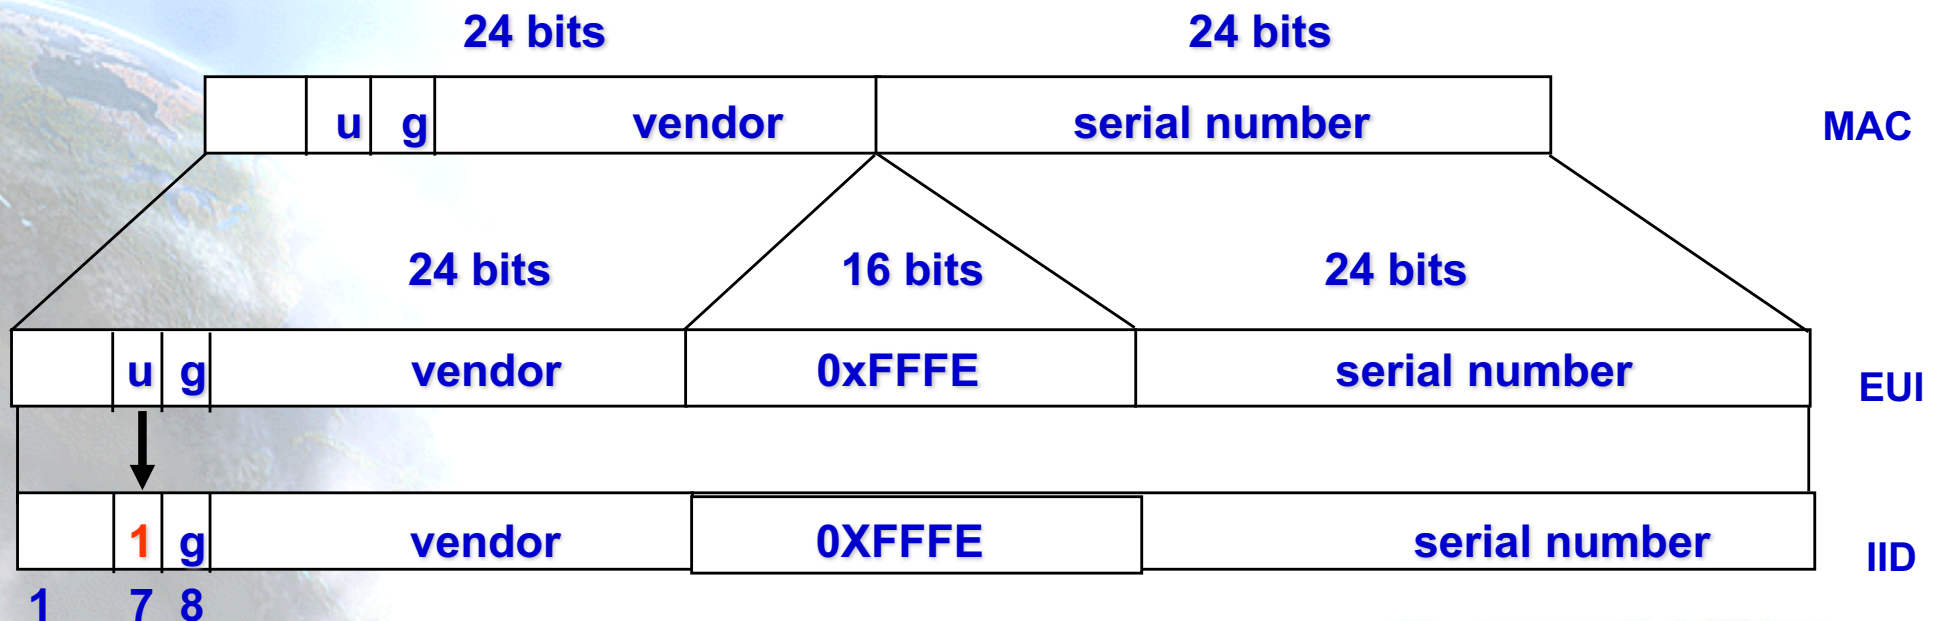 24 bits 24 bits
u g vendor serial number MAC
24 bits 16 bits 24 bits
u g vendor 0xFFFE serial number EUI
1 g vendor 0XFFFE serial number IID
1 7 8